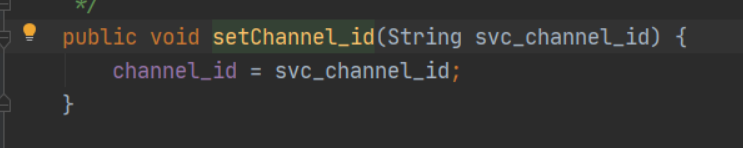 */
public void setChannel_id(String svc_channel_id) {
channel_id = svc_channel_id;
}